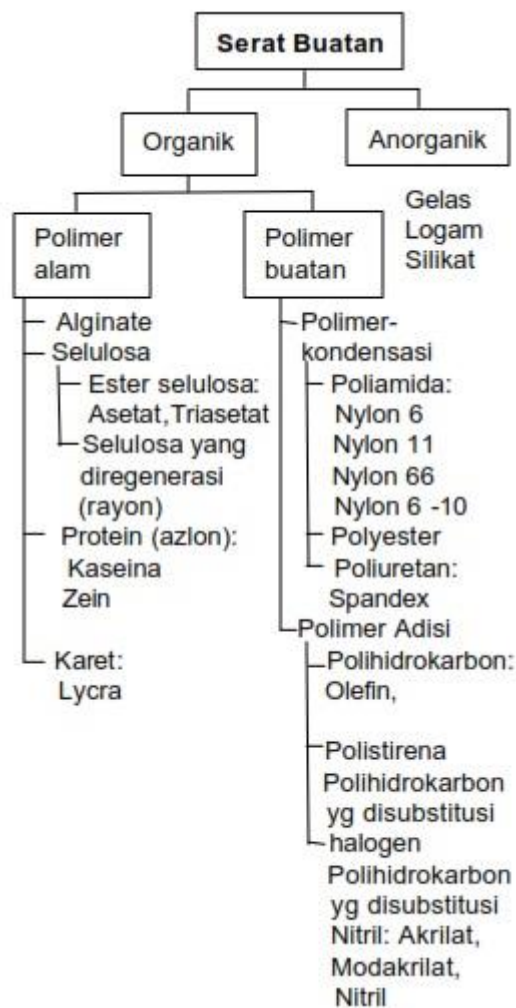 Serat Buatan
Organik
Anorganik
Gelas
Logam
Silikat
Polimer
alam
Alginate
Selulosa
Ester selulosa:
Asetat,Triasetat
Selulosa yang
diregenerasi
(rayon)
Protein (azlon):
Kaseina
Zein
Karet:
Lycra
Polimer
buatan
Polimer-
kondensasi
Poliamida:
Nylon 6
Nylon 11
Nylon 66
Nylon 6 -10
Polyester
Poliuretan:
Spandex
Polimer Adisi
Polihidrokarbon:
Olefin,
Polistirena
Polihidrokarbon
yg disubstitusi
halogen
Polihidrokarbon
yg disubstitusi
Nitril: Akrilat,
Modakrilat,
Nitril